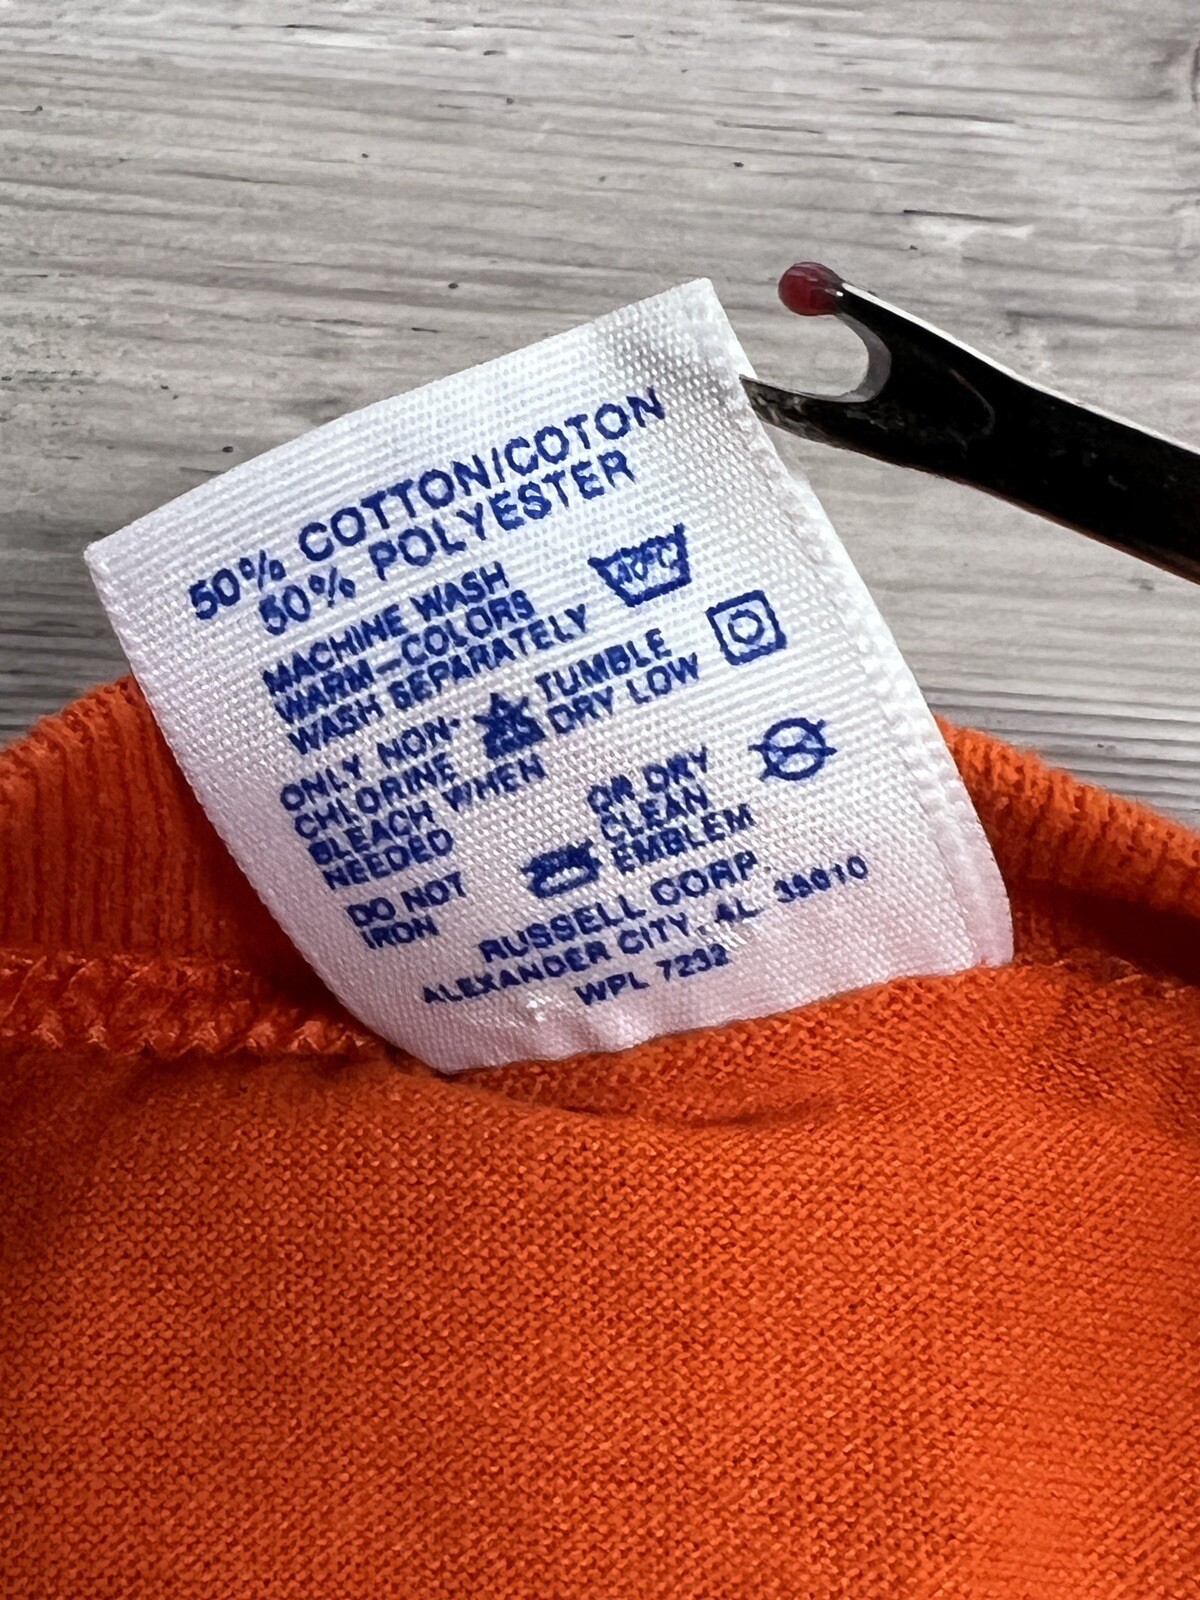 50% COTTON/COTON
50% POLYESTER
MACHINE WASH
WARM-COLORS
WASH SEPARATELY
40°C
ONLY NON-
CHLORINE
BLEACH WHEN
NEEDED
TUMBLE
DRY LOW
DO NOT
IRON
OR DRY
CLEAN
EMBLEM
RUSSELL CORP.
ALEXANDER CITY, AL 35010
WPL 7232